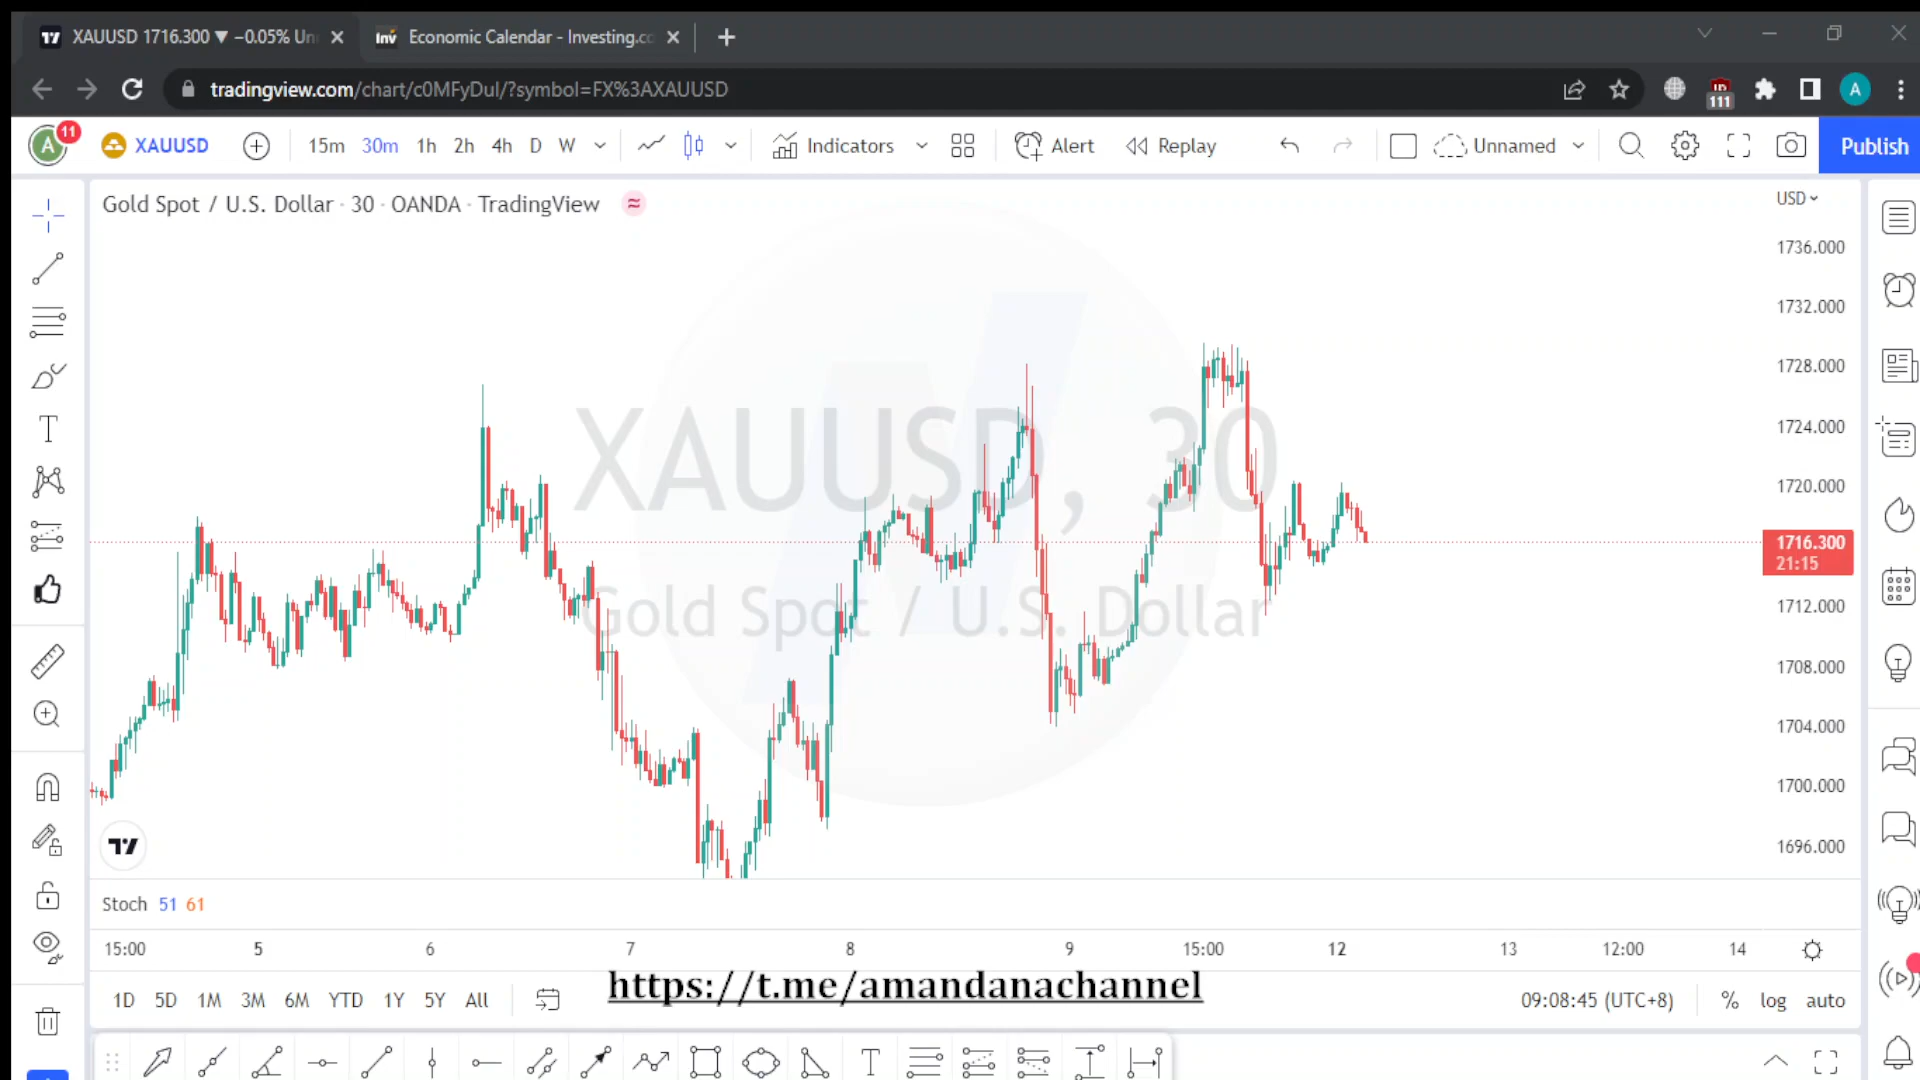 XAUUSD 1716.300 ▼ −0.05% Un
Economic Calendar - Investing.co
tradingview.com/chart/c0MFyDul/?symbol=FX%3AXAUUSD
111
A
A
11
XAUUSD
15m 30m 1h 2h 4h D W
Indicators
Alert
Replay
Unnamed
Publish
Gold Spot / U.S. Dollar · 30 · OANDA · TradingView
USD
1736.000
1732.000
1728.000
1724.000
1720.000
1716.300
21:15
1712.000
1708.000
1704.000
1700.000
1696.000
XAUUSD, 30
Gold Spot / U.S. Dollar
Stoch 51 61
15:00 5 6 7 8 9 15:00 12 13 12:00 14
https://t.me/amandanachannel
1D 5D 1M 3M 6M YTD 1Y 5Y All
09:08:45 (UTC+8) % log auto